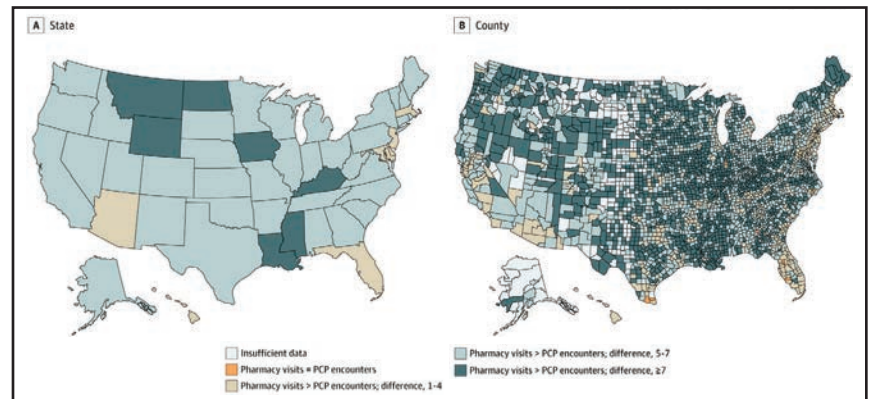 A State
B County
Insufficient data
Pharmacy visits = PCP encounters
Pharmacy visits > PCP encounters; difference, 1-4
Pharmacy visits > PCP encounters; difference, 5-7
Pharmacy visits > PCP encounters; difference, ≥7